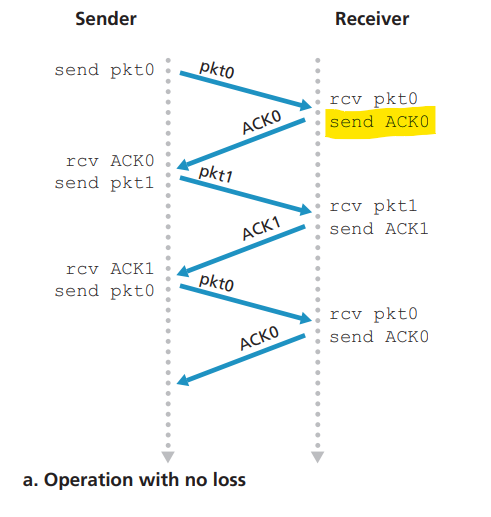 Sender
Receiver
send pkt0
pkt0
rcv pkt0
send ACK0
ACK0
rcv ACK0
send pkt1
pkt1
rcv pkt1
send ACK1
ACK1
rcv ACK1
send pkt0
pkt0
rcv pkt0
send ACK0
ACK0
a. Operation with no loss